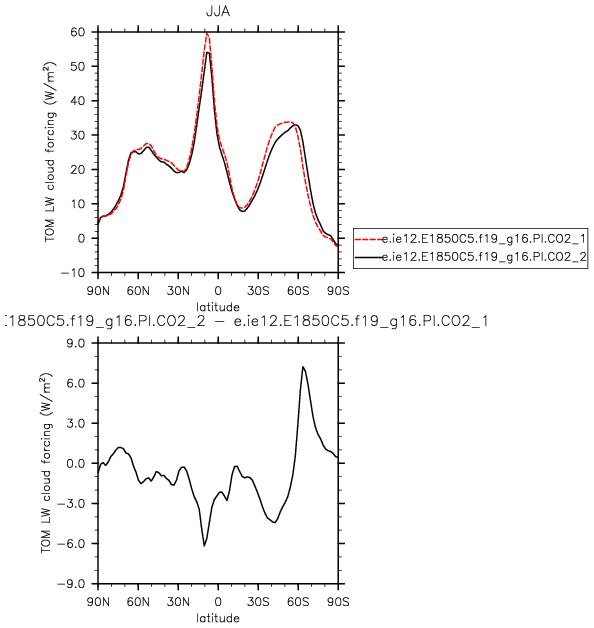 JJA
TOM LW cloud forcing (W/m²)
60
50
40
30
20
10
0
−10
90N 60N 30N 0 30S 60S 90S
latitude
e.ie12.E1850C5.f19_g16.PI.CO2_1
e.ie12.E1850C5.f19_g16.PI.CO2_2
:1850C5.f19_g16.PI.CO2_2 − e.ie12.E1850C5.f19_g16.PI.CO2_1
TOM LW cloud forcing (W/m²)
9.0
6.0
3.0
0.0
−3.0
−6.0
−9.0
90N 60N 30N 0 30S 60S 90S
latitude